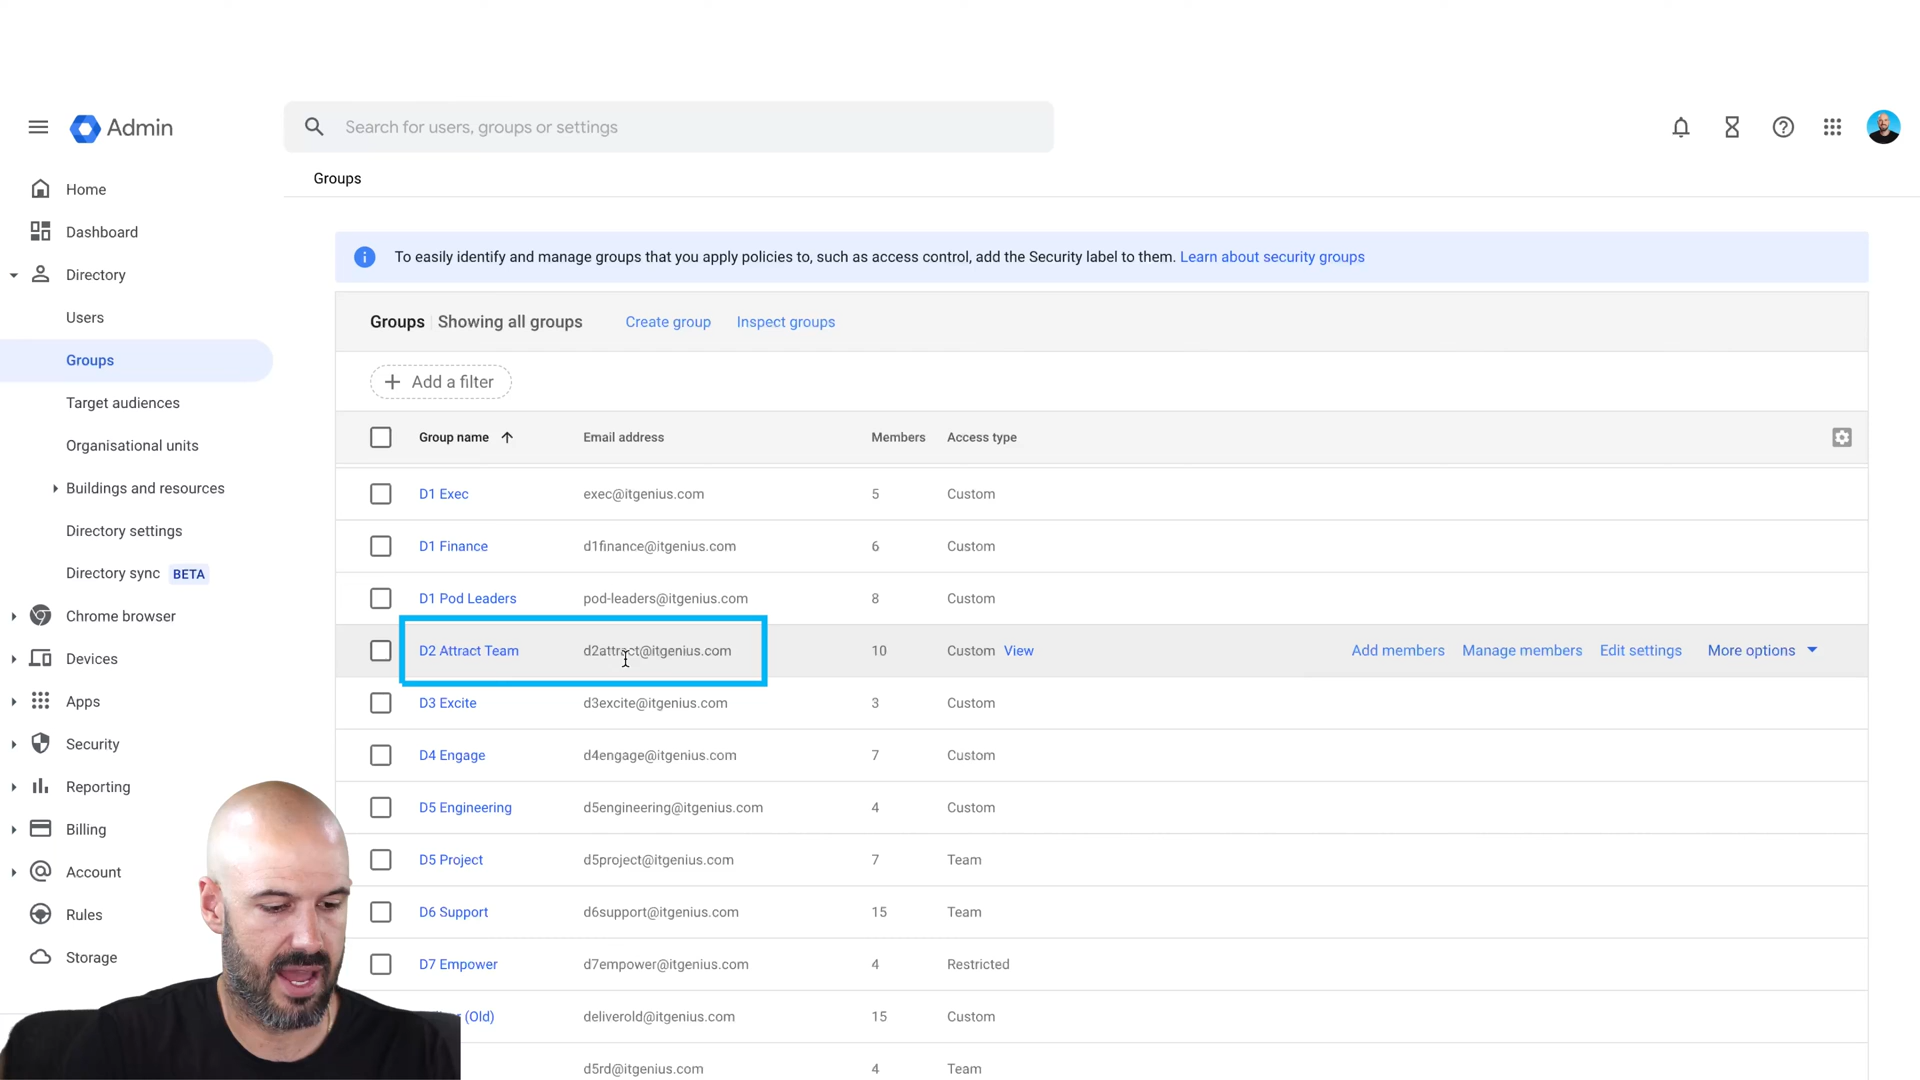 Admin
Search for users, groups or settings
Groups
Home
Dashboard
Directory
Users
Groups
Target audiences
Organisational units
Buildings and resources
Directory settings
Directory sync BETA
Chrome browser
Devices
Apps
Security
Reporting
Billing
Account
Rules
Storage
To easily identify and manage groups that you apply policies to, such as access control, add the Security label to them. Learn about security groups
Groups Showing all groups Create group Inspect groups
Add a filter
Group name Email address Members Access type
D1 Exec exec@itgenius.com 5 Custom
D1 Finance d1finance@itgenius.com 6 Custom
D1 Pod Leaders pod-leaders@itgenius.com 8 Custom
D2 Attract Team d2attract@itgenius.com 10 Custom View Add members Manage members Edit settings More options
D3 Excite d3excite@itgenius.com 3 Custom
D4 Engage d4engage@itgenius.com 7 Custom
D5 Engineering d5engineering@itgenius.com 4 Custom
D5 Project d5project@itgenius.com 7 Team
D6 Support d6support@itgenius.com 15 Team
D7 Empower d7empower@itgenius.com 4 Restricted
(Old) deliverold@itgenius.com 15 Custom
d5rd@itgenius.com 4 Team